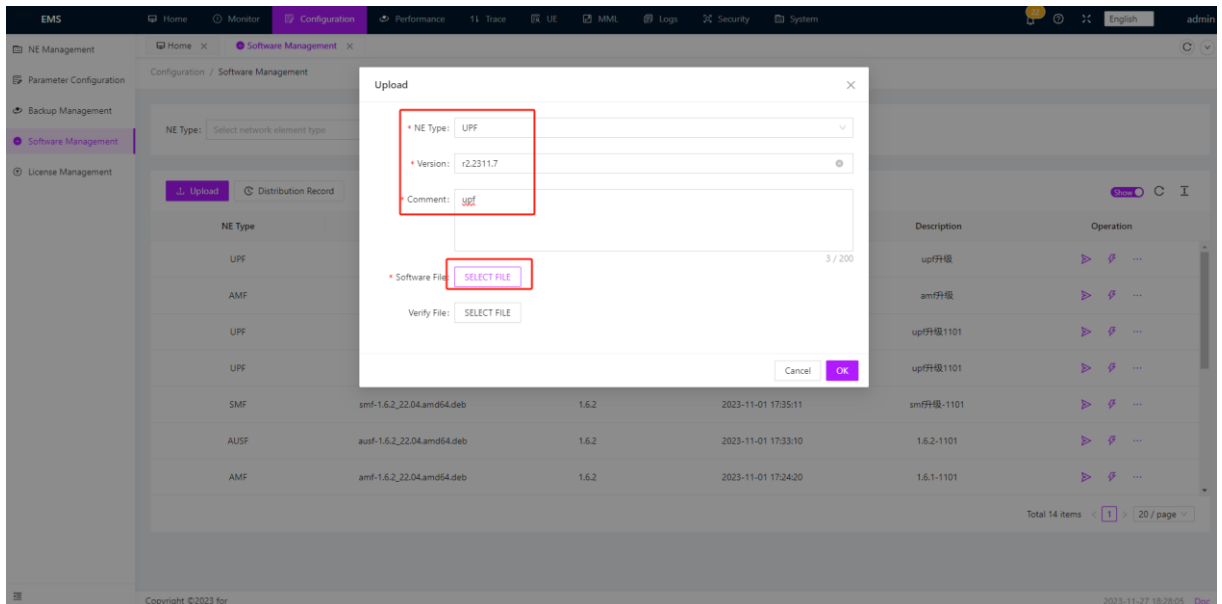 EMS Home Monitor Configuration Performance Trace UE MML Logs Security System 22 English admin
NE Management
Parameter Configuration
Backup Management
Software Management
License Management
Home Software Management
Configuration / Software Management
NE Type: Select network element type
Upload Distribution Record
Show
Upload
* NE Type: UPF
* Version: r2.2311.7
* Comment: upf
3 / 200
* Software File: SELECT FILE
Verify File: SELECT FILE
Cancel OK
NE Type Description Operation
UPF upf升级
AMF amf升级
UPF upf升级1101
UPF upf升级1101
SMF smf-1.6.2_22.04.amd64.deb 1.6.2 2023-11-01 17:35:11 smf升级-1101
AUSF ausf-1.6.2_22.04.amd64.deb 1.6.2 2023-11-01 17:33:10 1.6.2-1101
AMF amf-1.6.2_22.04.amd64.deb 1.6.2 2023-11-01 17:24:20 1.6.1-1101
Total 14 items < 1 > 20 / page
Copyright ©2023 for
2023-11-27 18:28:05 Doc